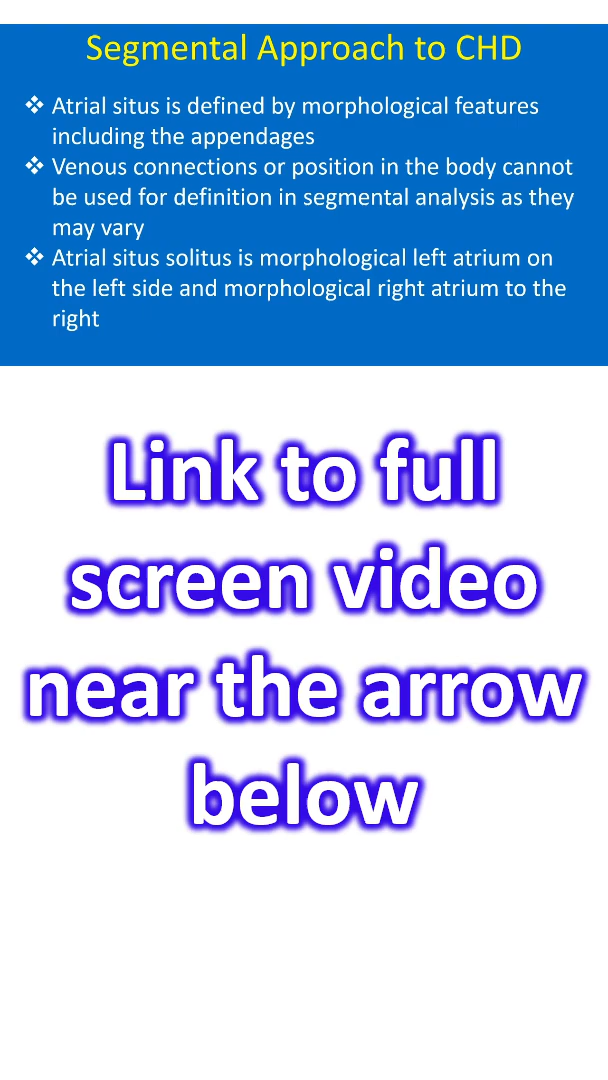 Segmental Approach to CHD
❖ Atrial situs is defined by morphological features
including the appendages
❖ Venous connections or position in the body cannot
be used for definition in segmental analysis as they
may vary
❖ Atrial situs solitus is morphological left atrium on
the left side and morphological right atrium to the
right
Link to full
screen video
near the arrow
below